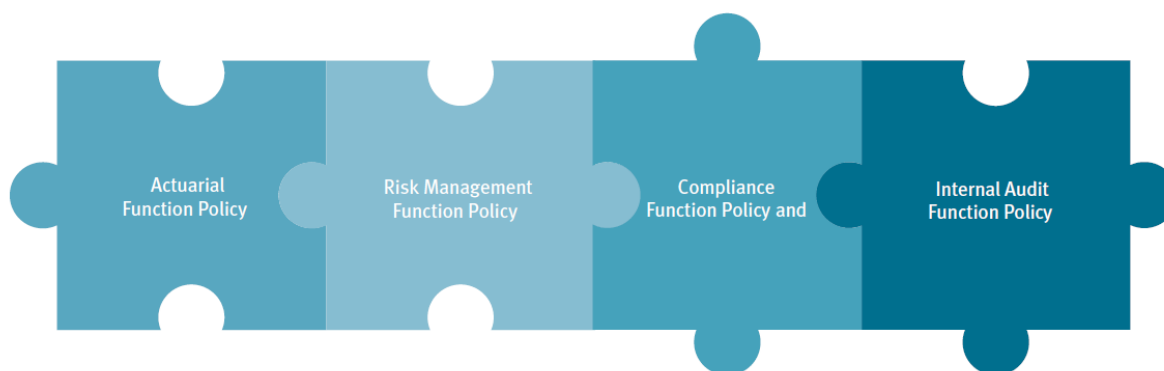 Actuarial
Function Policy
Risk Management
Function Policy
Compliance
Function Policy and
Internal Audit
Function Policy